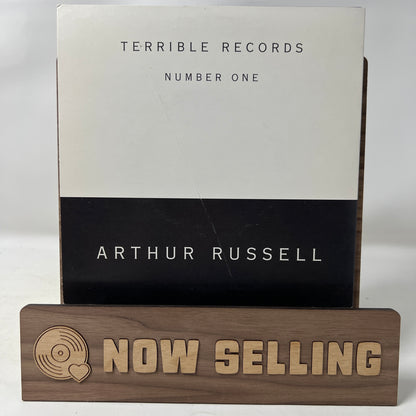 TERRIBLE RECORDS
NUMBER ONE
ARTHUR RUSSELL
NOW SELLING